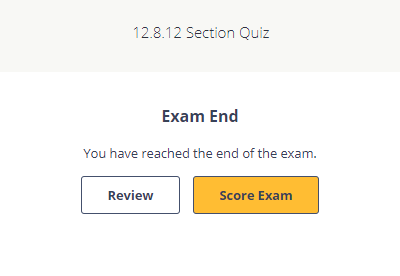 12.8.12 Section Quiz
Exam End
You have reached the end of the exam.
Review
Score Exam